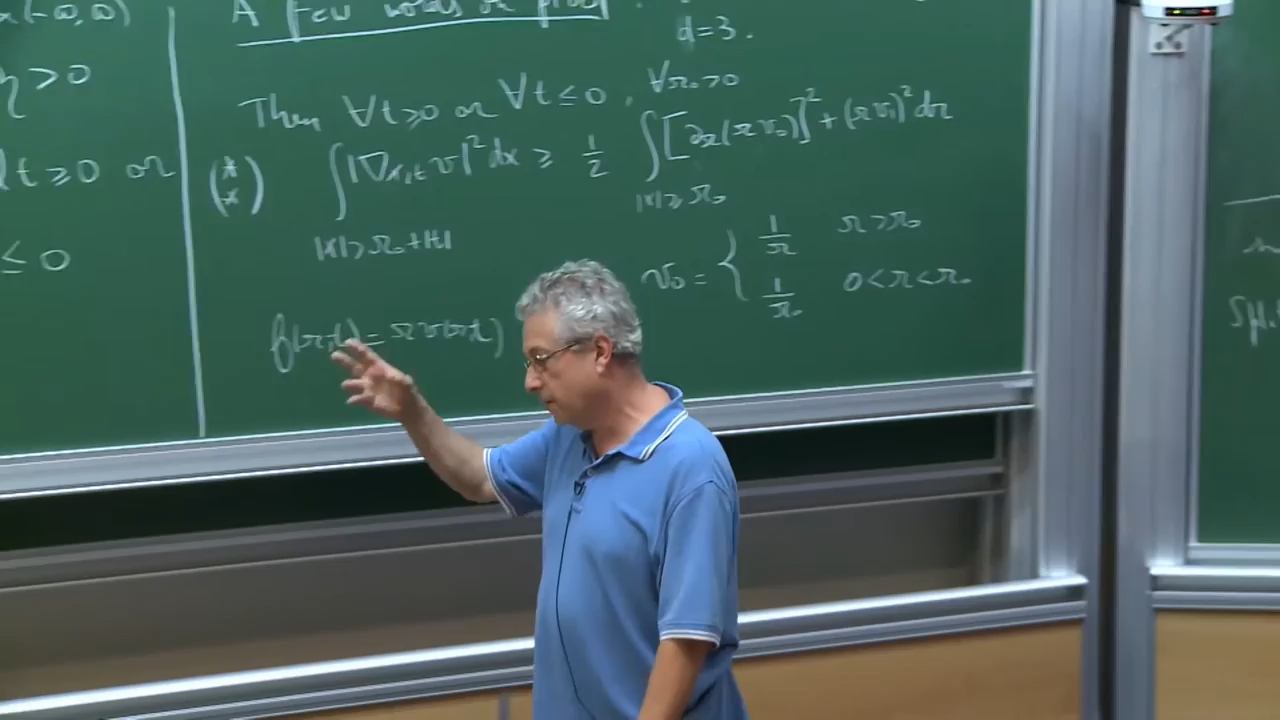 x(-∞,∞)
η>0
∀t≥0 or
≤0
A few words on proof.
d=3.
Then ∀t≥0 or ∀t≤0, ∀r₀>0
(**) ∫|∇x,t v|² dx ≥ 1/2 ∫[∂r(r v₀)]² + (r v₁)² dr
|x|>r₀+|t| |x|≥r₀
v₀ = { 1/r r>r₀
1/r₀ 0<r<r₀
f(r,t) = r v(r,t)